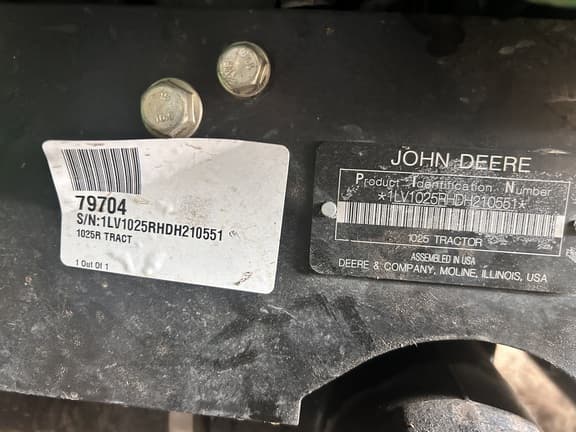 79704
S/N:1LV1025RHDH210551
1025R TRACT
1 Out Of 1
JOHN DEERE
Product Identification Number
*1LV1025RHDH210551*
1025 TRACTOR
ASSEMBLED IN USA
DEERE & COMPANY, MOLINE, ILLINOIS, USA